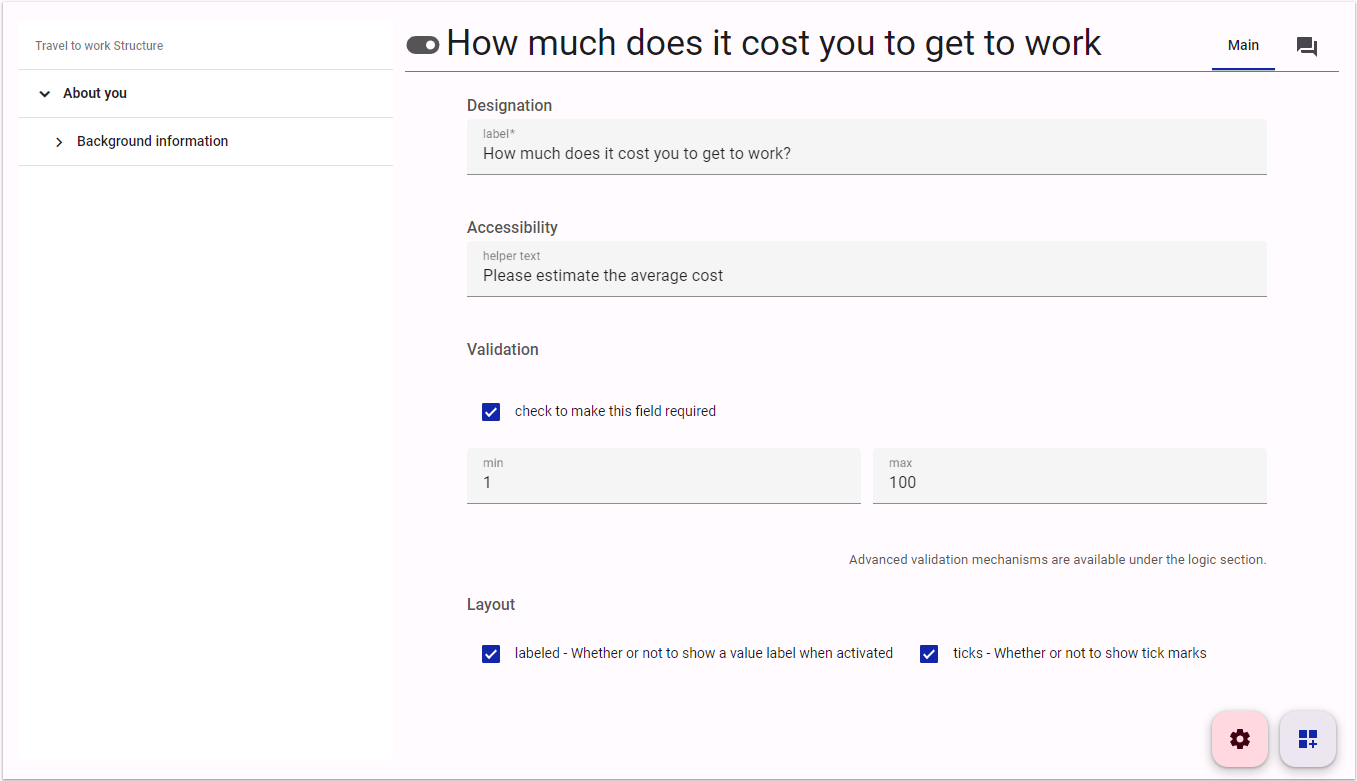 Travel to work Structure
About you
Background information
How much does it cost you to get to work
Main
Designation
label*
How much does it cost you to get to work?
Accessibility
helper text
Please estimate the average cost
Validation
check to make this field required
min
1
max
100
Advanced validation mechanisms are available under the logic section.
Layout
labeled - Whether or not to show a value label when activated
ticks - Whether or not to show tick marks